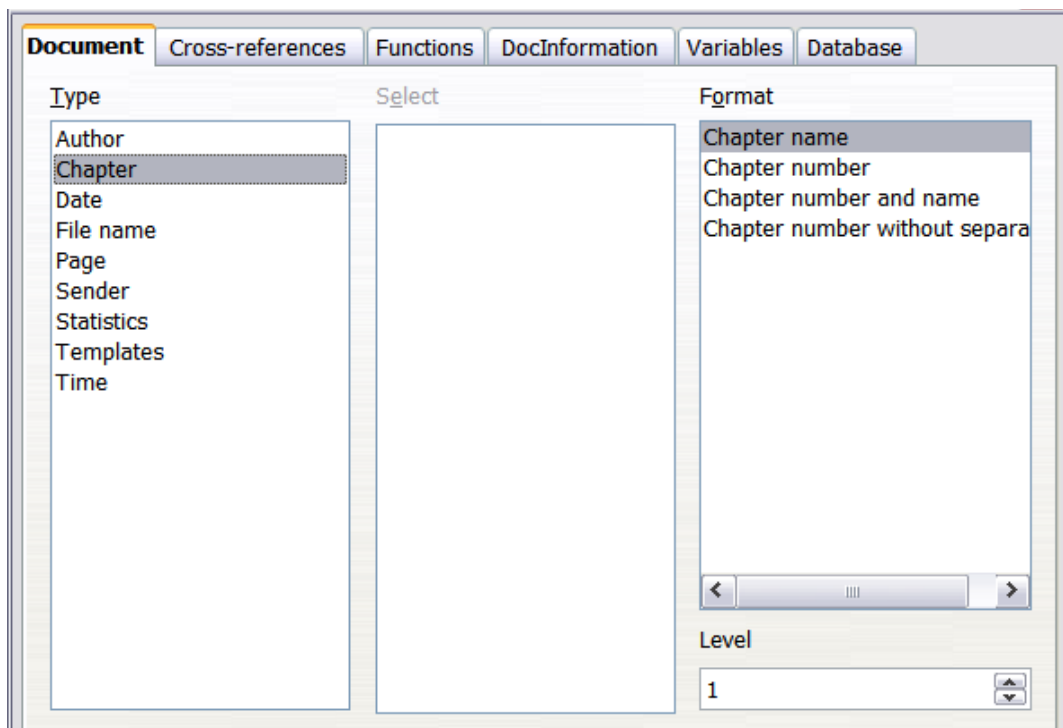 Document Cross-references Functions DocInformation Variables Database
Type
Author
Chapter
Date
File name
Page
Sender
Statistics
Templates
Time
Select
Format
Chapter name
Chapter number
Chapter number and name
Chapter number without separa
Level
1